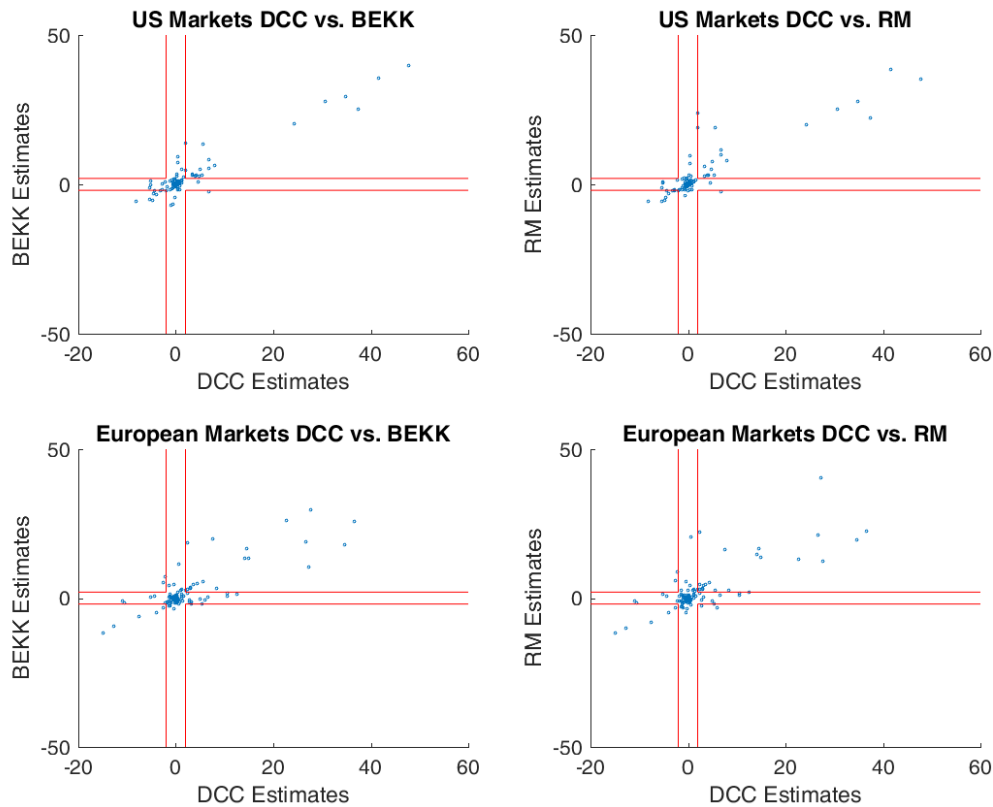 US Markets DCC vs. BEKK
50
0
-50
BEKK Estimates
-20
0
20
40
60
DCC Estimates
US Markets DCC vs. RM
50
0
-50
RM Estimates
-20
0
20
40
60
DCC Estimates
European Markets DCC vs. BEKK
50
0
-50
BEKK Estimates
-20
0
20
40
60
DCC Estimates
European Markets DCC vs. RM
50
0
-50
RM Estimates
-20
0
20
40
60
DCC Estimates